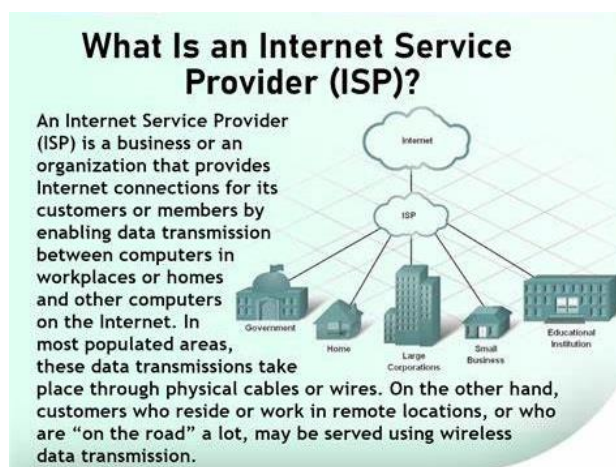 What Is an Internet Service
Provider (ISP)?
An Internet Service Provider
(ISP) is a business or an
organization that provides
Internet connections for its
customers or members by
enabling data transmission
between computers in
workplaces or homes
and other computers
on the Internet. In
most populated areas,
these data transmissions take
place through physical cables or wires. On the other hand,
customers who reside or work in remote locations, or who
are “on the road” a lot, may be served using wireless
data transmission.
Internet
ISP
Government
Home
Large
Corporations
Small
Business
Educational
Institution